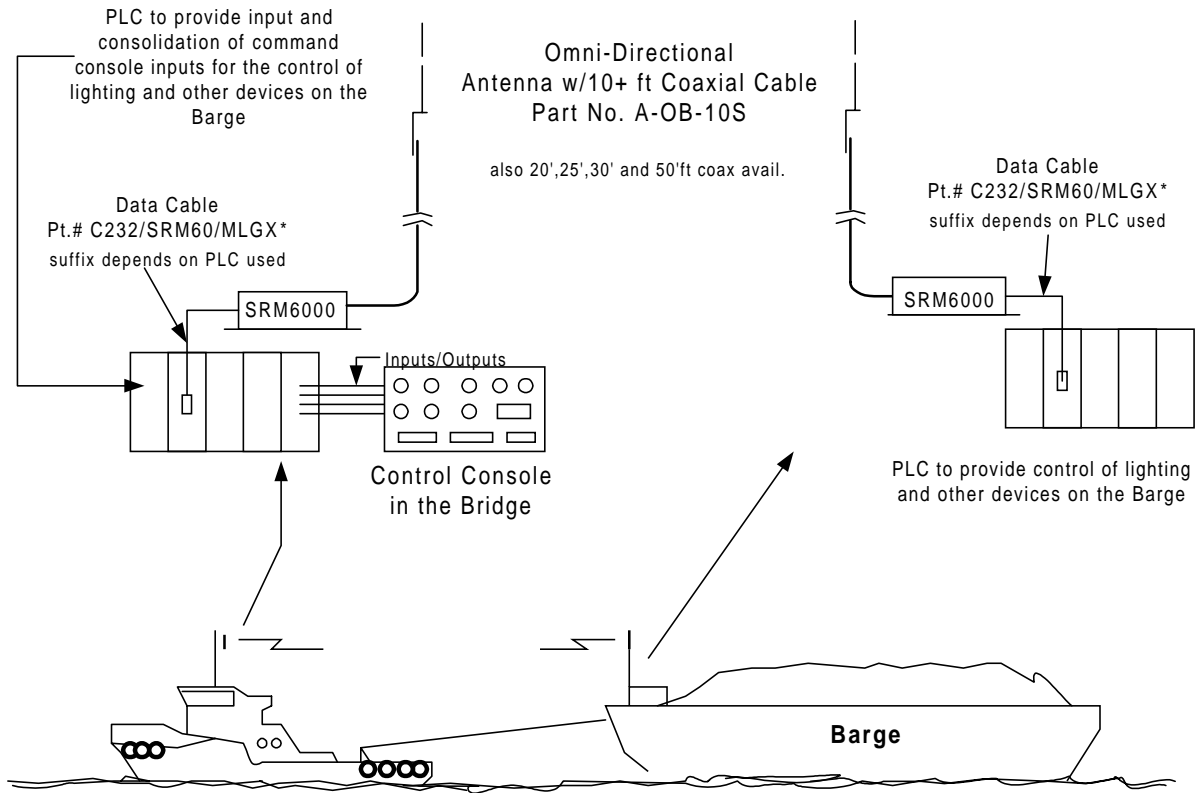 PLC to provide input and
consolidation of command
console inputs for the control of
lighting and other devices on the
Barge
Omni-Directional
Antenna w/10+ ft Coaxial Cable
Part No. A-OB-10S
also 20',25',30' and 50'ft coax avail.
Data Cable
Pt.# C232/SRM60/MLGX*
suffix depends on PLC used
Data Cable
Pt.# C232/SRM60/MLGX*
suffix depends on PLC used
SRM6000
SRM6000
Inputs/Outputs
Control Console
in the Bridge
PLC to provide control of lighting
and other devices on the Barge
Barge